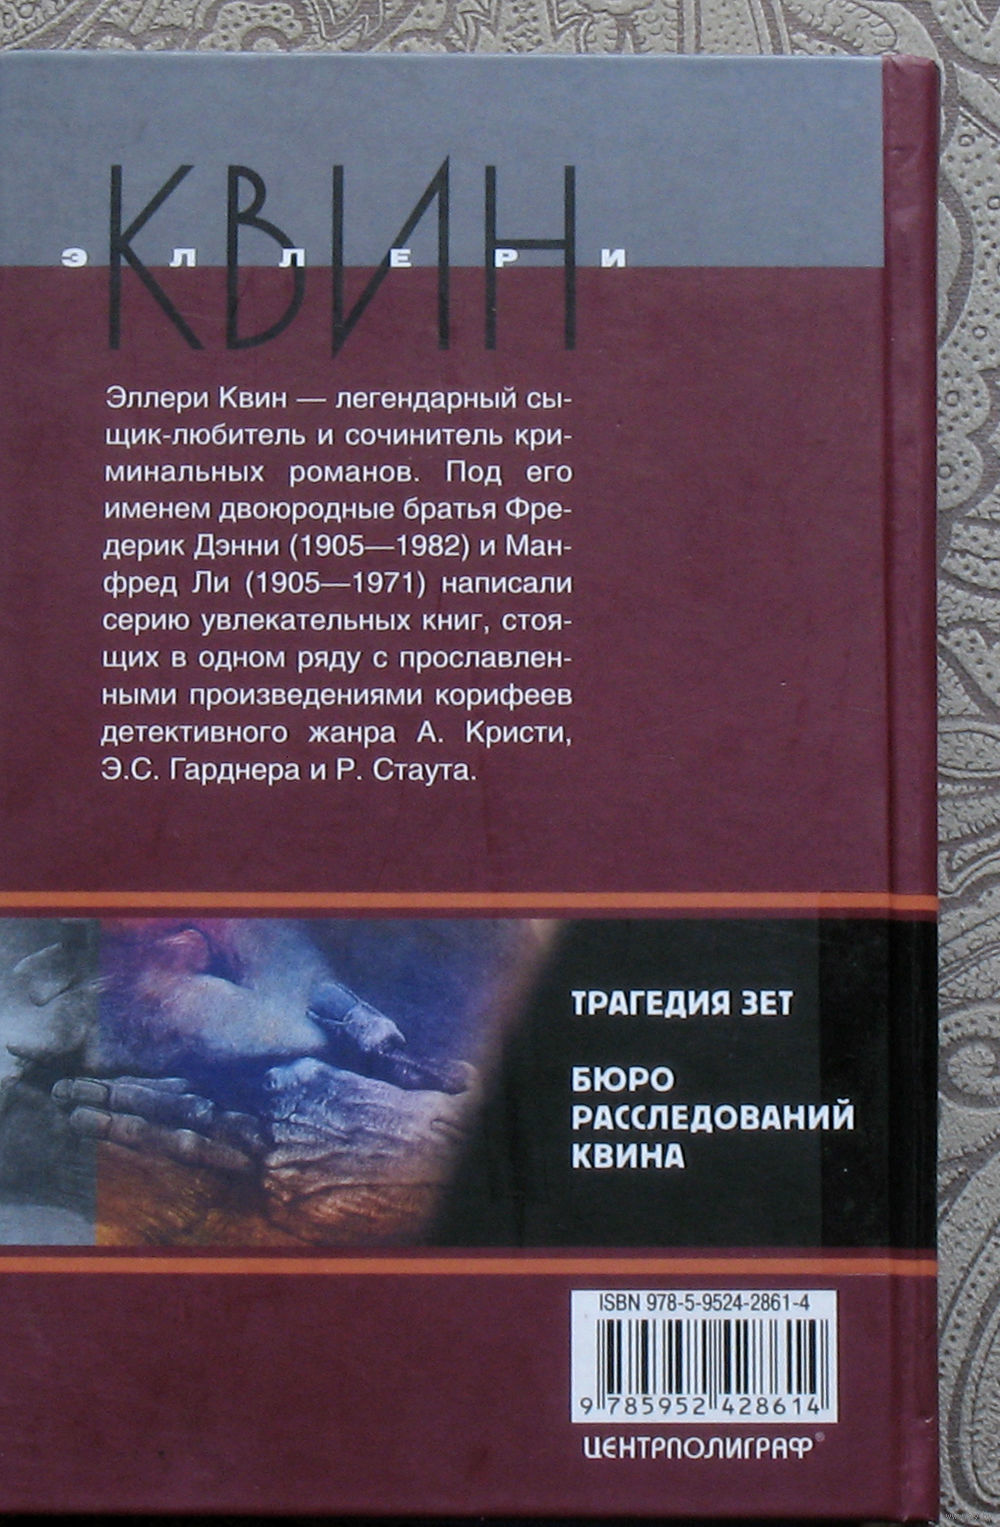 КВИН
ЭЛЛЕРИ
Эллери Квин — легендарный сы-
щик-любитель и сочинитель кри-
минальных романов. Под его
именем двоюродные братья Фре-
дерик Дэнни (1905—1982) и Ман-
фред Ли (1905—1971) написали
серию увлекательных книг, стоя-
щих в одном ряду с прославлен-
ными произведениями корифеев
детективного жанра А. Кристи,
Э.С. Гарднера и Р. Стаута.
ТРАГЕДИЯ ЗЕТ
БЮРО
РАССЛЕДОВАНИЙ
КВИНА
ISBN 978-5-9524-2861-4
9 785952 428614
ЦЕНТРПОЛИГРАФ®